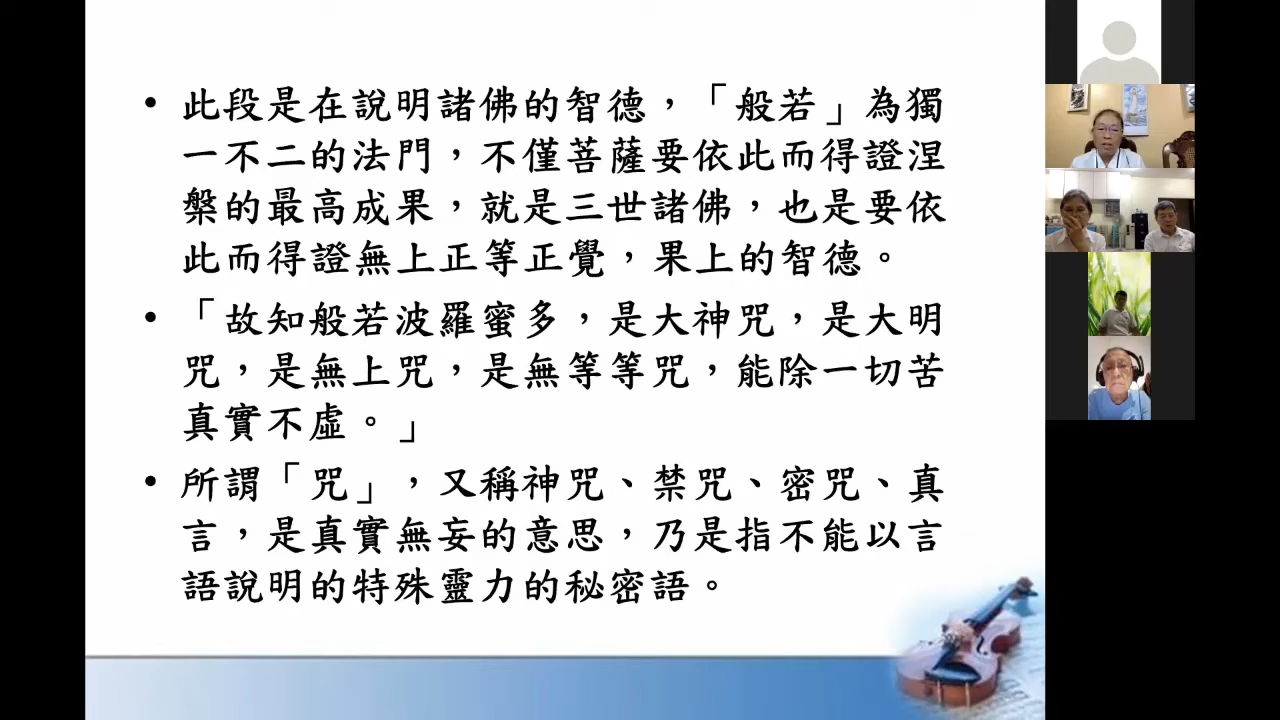 • 此段是在說明諸佛的智德，「般若」為獨
一不二的法門，不僅菩薩要依此而得證涅
槃的最高成果，就是三世諸佛，也是要依
此而得證無上正等正覺，果上的智德。
• 「故知般若波羅蜜多，是大神咒，是大明
咒，是無上咒，是無等等咒，能除一切苦
真實不虛。」
• 所謂「咒」，又稱神咒、禁咒、密咒、真
言，是真實無妄的意思，乃是指不能以言
語說明的特殊靈力的秘密語。